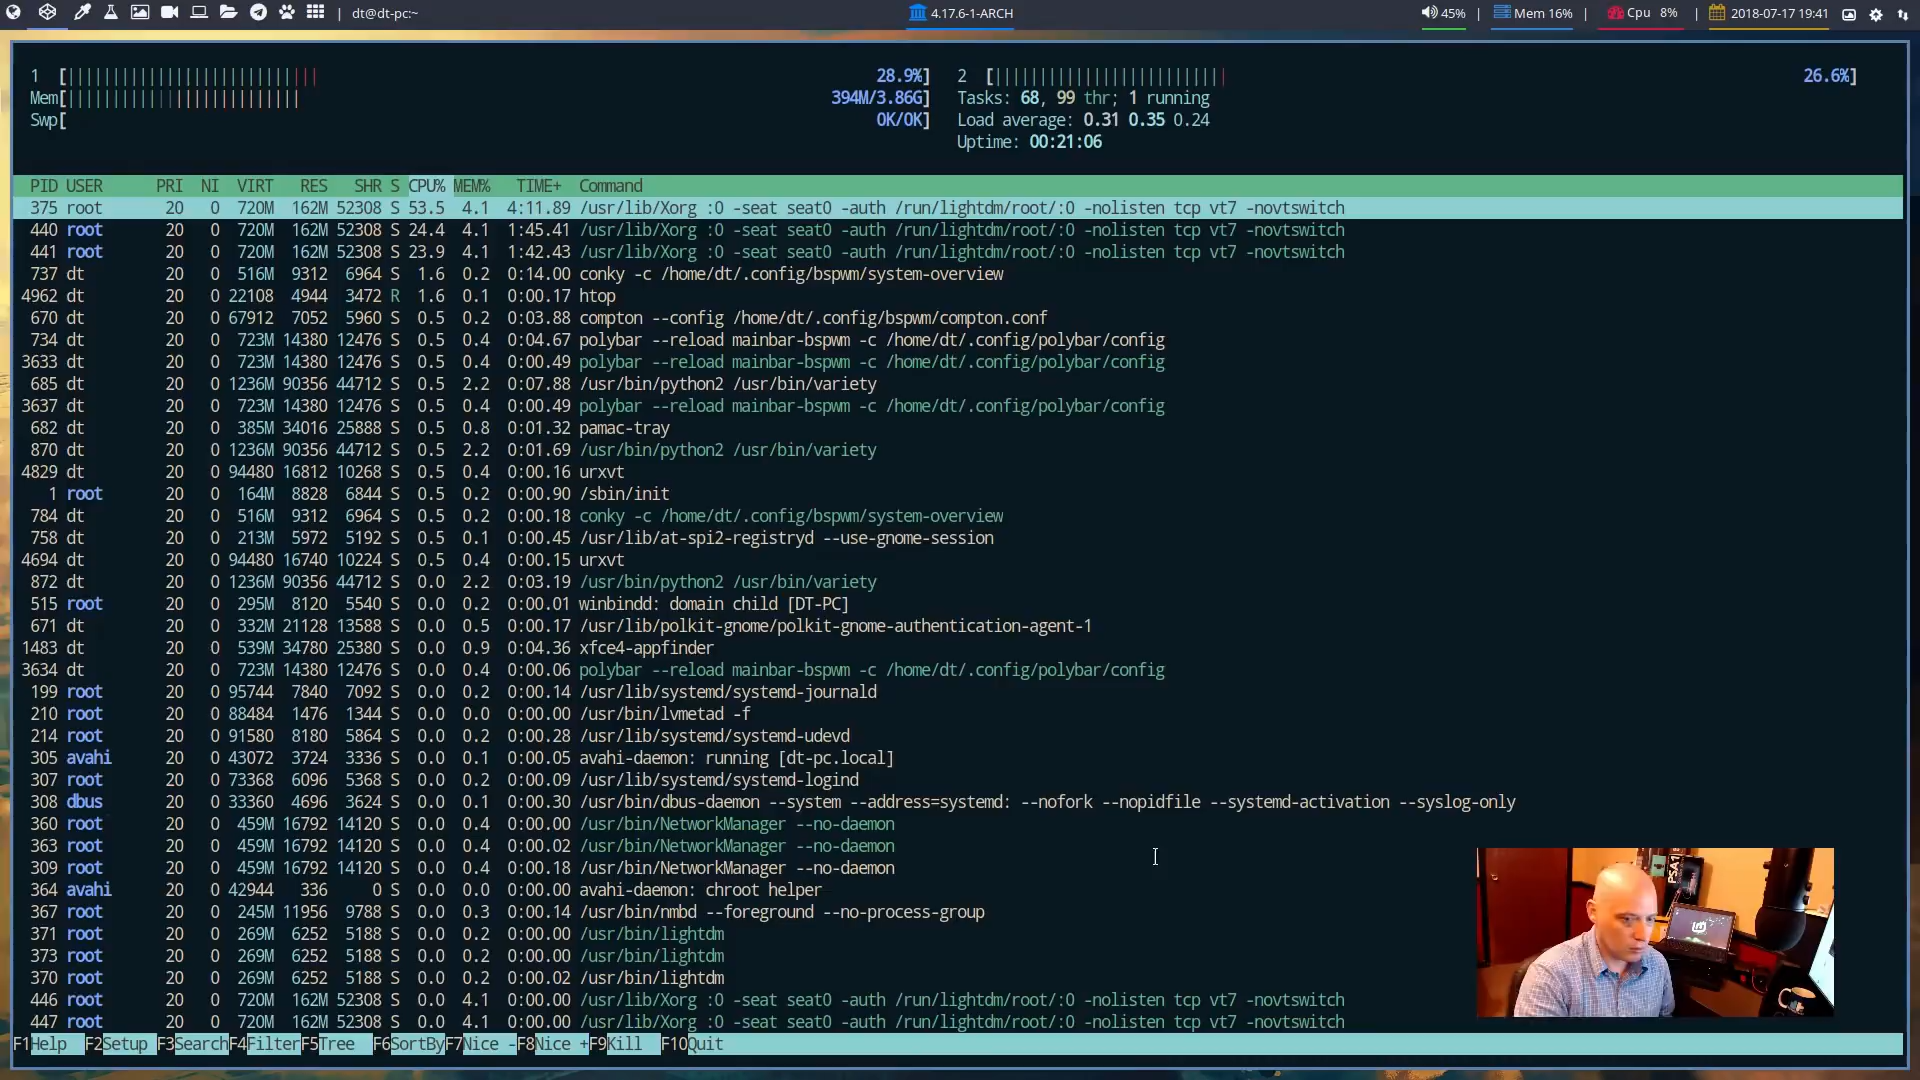 dt@dt-pc:~
4.17.6-1-ARCH
45% | Mem 16% | Cpu 8% | 2018-07-17 19:41
1 [ 28.9%] 2 [ 26.6%]
Mem[ 394M/3.86G] Tasks: 68, 99 thr; 1 running
Swp[ 0K/0K] Load average: 0.31 0.35 0.24
Uptime: 00:21:06
PID USER PRI NI VIRT RES SHR S CPU% MEM% TIME+ Command
375 root 20 0 720M 162M 52308 S 53.5 4.1 4:11.89 /usr/lib/Xorg :0 -seat seat0 -auth /run/lightdm/root/:0 -nolisten tcp vt7 -novtswitch
440 root 20 0 720M 162M 52308 S 24.4 4.1 1:45.41 /usr/lib/Xorg :0 -seat seat0 -auth /run/lightdm/root/:0 -nolisten tcp vt7 -novtswitch
441 root 20 0 720M 162M 52308 S 23.9 4.1 1:42.43 /usr/lib/Xorg :0 -seat seat0 -auth /run/lightdm/root/:0 -nolisten tcp vt7 -novtswitch
737 dt 20 0 516M 9312 6964 S 1.6 0.2 0:14.00 conky -c /home/dt/.config/bspwm/system-overview
4962 dt 20 0 22108 4944 3472 R 1.6 0.1 0:00.17 htop
670 dt 20 0 67912 7052 5960 S 0.5 0.2 0:03.88 compton --config /home/dt/.config/bspwm/compton.conf
734 dt 20 0 723M 14380 12476 S 0.5 0.4 0:04.67 polybar --reload mainbar-bspwm -c /home/dt/.config/polybar/config
3633 dt 20 0 723M 14380 12476 S 0.5 0.4 0:00.49 polybar --reload mainbar-bspwm -c /home/dt/.config/polybar/config
685 dt 20 0 1236M 90356 44712 S 0.5 2.2 0:07.88 /usr/bin/python2 /usr/bin/variety
3637 dt 20 0 723M 14380 12476 S 0.5 0.4 0:00.49 polybar --reload mainbar-bspwm -c /home/dt/.config/polybar/config
682 dt 20 0 385M 34016 25888 S 0.5 0.8 0:01.32 pamac-tray
870 dt 20 0 1236M 90356 44712 S 0.5 2.2 0:01.69 /usr/bin/python2 /usr/bin/variety
4829 dt 20 0 94480 16812 10268 S 0.5 0.4 0:00.16 urxvt
1 root 20 0 164M 8828 6844 S 0.5 0.2 0:00.90 /sbin/init
784 dt 20 0 516M 9312 6964 S 0.5 0.2 0:00.18 conky -c /home/dt/.config/bspwm/system-overview
758 dt 20 0 213M 5972 5192 S 0.5 0.1 0:00.45 /usr/lib/at-spi2-registryd --use-gnome-session
4694 dt 20 0 94480 16740 10224 S 0.5 0.4 0:00.15 urxvt
872 dt 20 0 1236M 90356 44712 S 0.0 2.2 0:03.19 /usr/bin/python2 /usr/bin/variety
515 root 20 0 295M 8120 5540 S 0.0 0.2 0:00.01 winbindd: domain child [DT-PC]
671 dt 20 0 332M 21128 13588 S 0.0 0.5 0:00.17 /usr/lib/polkit-gnome/polkit-gnome-authentication-agent-1
1483 dt 20 0 539M 34780 25380 S 0.0 0.9 0:04.36 xfce4-appfinder
3634 dt 20 0 723M 14380 12476 S 0.0 0.4 0:00.06 polybar --reload mainbar-bspwm -c /home/dt/.config/polybar/config
199 root 20 0 95744 7840 7092 S 0.0 0.2 0:00.14 /usr/lib/systemd/systemd-journald
210 root 20 0 88484 1476 1344 S 0.0 0.0 0:00.00 /usr/bin/lvmetad -f
214 root 20 0 91580 8180 5864 S 0.0 0.2 0:00.28 /usr/lib/systemd/systemd-udevd
305 avahi 20 0 43072 3724 3336 S 0.0 0.1 0:00.05 avahi-daemon: running [dt-pc.local]
307 root 20 0 73368 6096 5368 S 0.0 0.2 0:00.09 /usr/lib/systemd/systemd-logind
308 dbus 20 0 33360 4696 3624 S 0.0 0.1 0:00.30 /usr/bin/dbus-daemon --system --address=systemd: --nofork --nopidfile --systemd-activation --syslog-only
360 root 20 0 459M 16792 14120 S 0.0 0.4 0:00.00 /usr/bin/NetworkManager --no-daemon
363 root 20 0 459M 16792 14120 S 0.0 0.4 0:00.02 /usr/bin/NetworkManager --no-daemon
309 root 20 0 459M 16792 14120 S 0.0 0.4 0:00.18 /usr/bin/NetworkManager --no-daemon
364 avahi 20 0 42944 336 0 S 0.0 0.0 0:00.00 avahi-daemon: chroot helper
367 root 20 0 245M 11956 9788 S 0.0 0.3 0:00.14 /usr/bin/nmbd --foreground --no-process-group
371 root 20 0 269M 6252 5188 S 0.0 0.2 0:00.00 /usr/bin/lightdm
373 root 20 0 269M 6252 5188 S 0.0 0.2 0:00.00 /usr/bin/lightdm
370 root 20 0 269M 6252 5188 S 0.0 0.2 0:00.02 /usr/bin/lightdm
446 root 20 0 720M 162M 52308 S 0.0 4.1 0:00.00 /usr/lib/Xorg :0 -seat seat0 -auth /run/lightdm/root/:0 -nolisten tcp vt7 -novtswitch
447 root 20 0 720M 162M 52308 S 0.0 4.1 0:00.00 /usr/lib/Xorg :0 -seat seat0 -auth /run/lightdm/root/:0 -nolisten tcp vt7 -novtswitch
F1Help F2Setup F3SearchF4FilterF5Tree F6SortByF7Nice -F8Nice +F9Kill F10Quit
PSA1